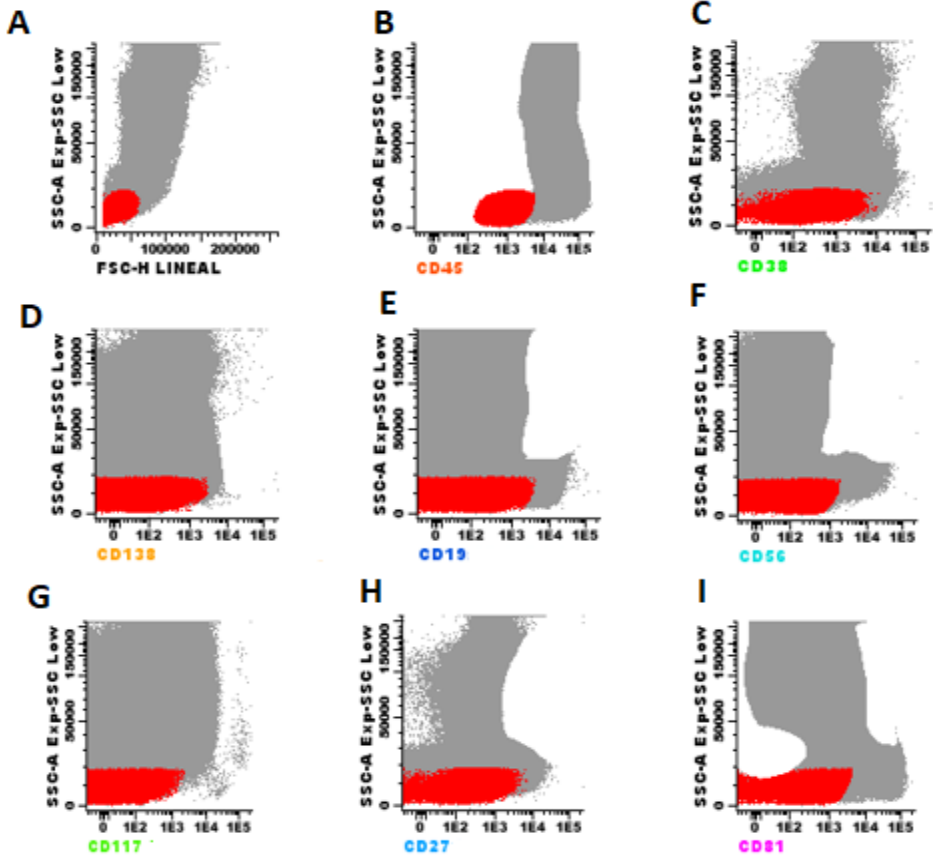 A
SSC-A Exp-SSC Low
150000
50000
0
0 100000 200000
FSC-H LINEAL
B
SSC-A Exp-SSC Low
150000
50000
0
0 1E2 1E3 1E4 1E5
CD45
C
SSC-A Exp-SSC Low
150000
50000
0
1E2 1E3 1E4 1E5
CD38
D
SSC-A Exp-SSC Low
150000
50000
0
0 1E2 1E3 1E4 1E5
CD138
E
SSC-A Exp-SSC Low
150000
50000
0
0 1E2 1E3 1E4 1E5
CD19
F
SSC-A Exp-SSC Low
150000
50000
0
0 1E2 1E3 1E4 1E5
CD56
G
SSC-A Exp-SSC Low
150000
50000
0
0 1E2 1E3 1E4 1E5
CD117
H
SSC-A Exp-SSC Low
150000
50000
0
0 1E2 1E3 1E4 1E5
CD27
I
SSC-A Exp-SSC Low
150000
50000
0
0 1E2 1E3 1E4 1E5
CD81